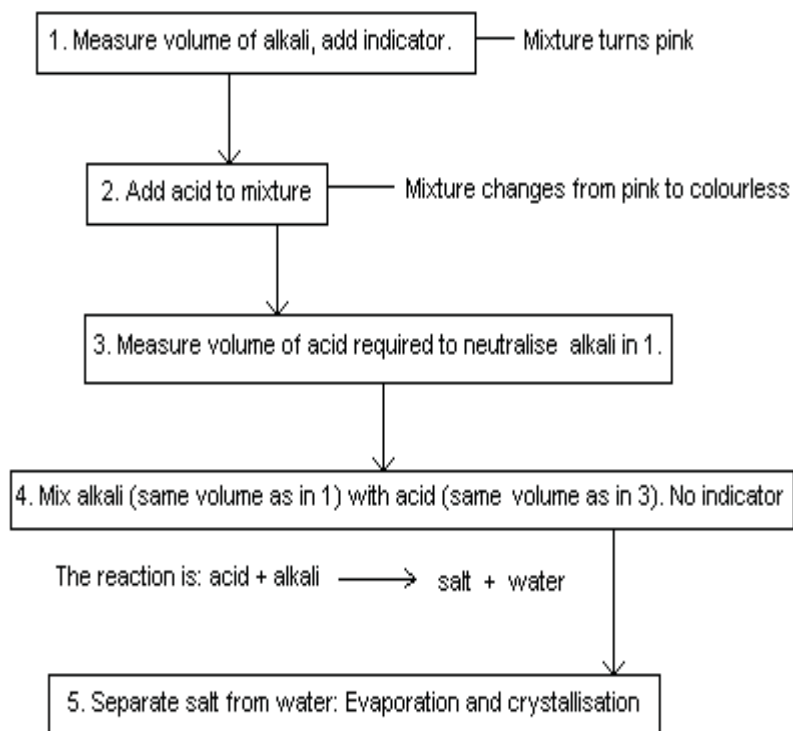 1. Measure volume of alkali, add indicator.
Mixture turns pink
2. Add acid to mixture
Mixture changes from pink to colourless
3. Measure volume of acid required to neutralise alkali in 1.
4. Mix alkali (same volume as in 1) with acid (same volume as in 3). No indicator
The reaction is: acid + alkali ⟶ salt + water
5. Separate salt from water: Evaporation and crystallisation